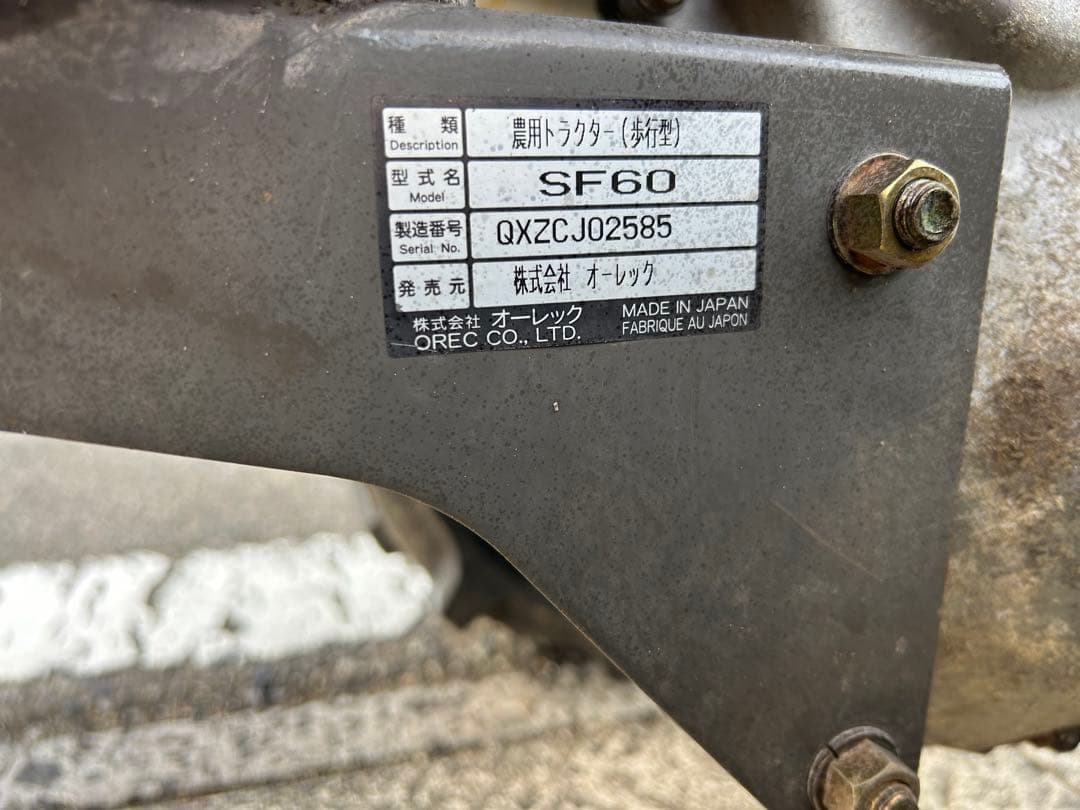 種類 農用トラクター(歩行型)
Description
型式名 SF60
Model
製造番号 QXZCJ02585
Serial No.
発売元 株式会社 オーレック
株式会社 オーレック MADE IN JAPAN
OREC CO., LTD. FABRIQUE AU JAPON